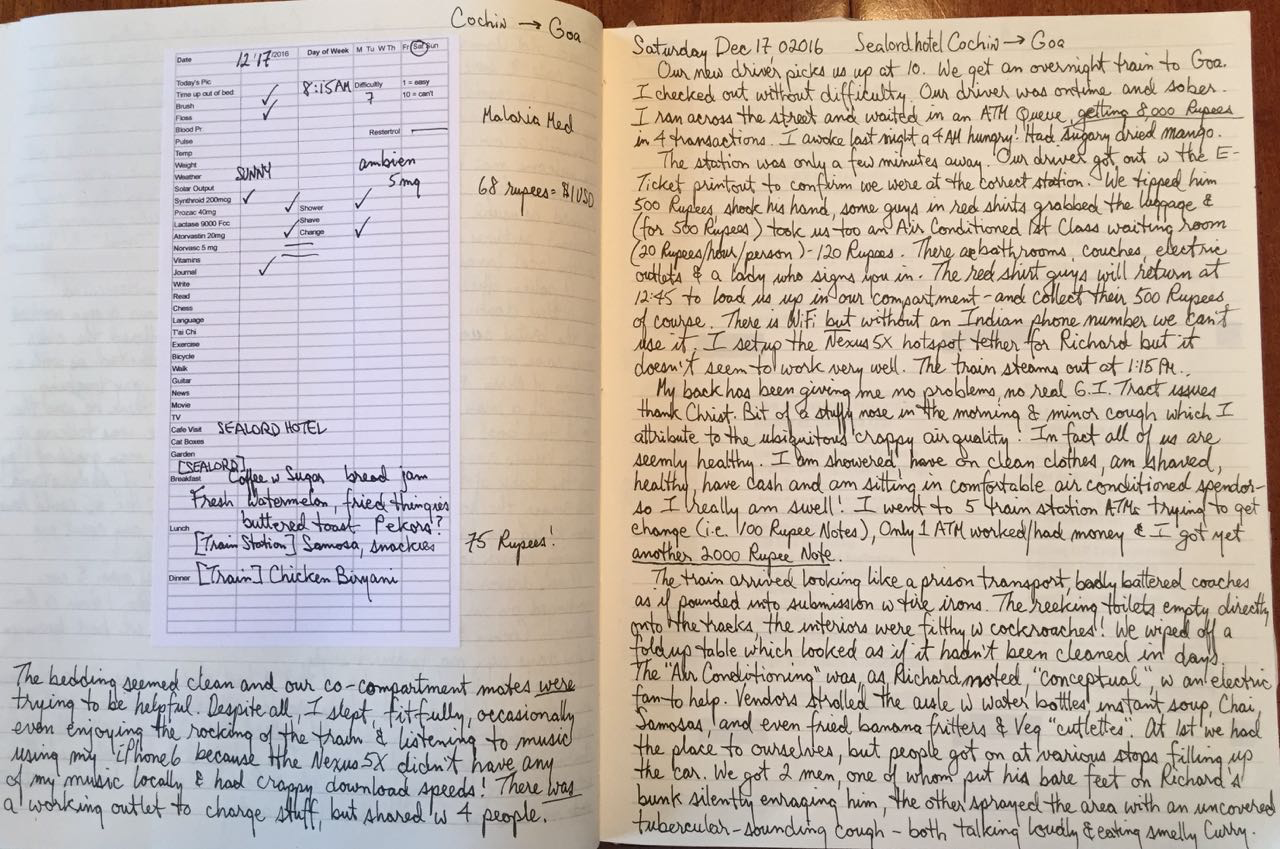 Cochin → Goa
Date 12/17/2016 Day of Week M Tu W Th Fr Sat Sun
Today's Pic
Time up out of bed ✓ 8:15AM Difficulty 7 1 = easy
Brush ✓ 10 = can't
Floss ✓
Blood Pr. Restertrol
Pulse
Temp
Weight ambien
Weather SUNNY 5mg
Solar Output
Synthroid 200mcg ✓
Prozac 40mg ✓ Shower ✓
Lactase 9000 Fcc Shave
Atorvastin 20mg ✓ Change ✓
Norvasc 5 mg
Vitamins
Journal ✓
Write
Read
Chess
Language
T'ai Chi
Exercise
Bicycle
Walk
Guitar
News
Movie
TV
Cafe Visit SEALORD HOTEL
Cat Boxes
Garden
[SEALORD]
Breakfast Coffee w Sugar bread jam
Fresh Watermelon, fried thingies
buttered toast Pekors!?
Lunch
[Train Station] Samosa, snackies
Dinner [Train] Chicken Biryani
Malaria Med
68 rupees = $1USD
75 Rupees!
The bedding seemed clean and our co-compartment mates were
trying to be helpful. Despite all, I slept, fitfully, occasionally
even enjoying the rocking of the train & listening to music
using my iPhone6 because the Nexus 5X didn't have any
of my music locally & had crappy download speeds! There was
a working outlet to charge stuff, but shared w 4 people.
Saturday Dec 17, 02016 Sealordhotel Cochin → Goa
Our new driver picks us up at 10. We get an overnight train to Goa.
I checked out without difficulty. Our driver was ontime and sober.
I ran across the street and waited in an ATM Queue, getting 8,000 Rupees
in 4 transactions. I awoke last night a 4AM hungry! Had sugary dried mango.
The station was only a few minutes away. Our driver got out w the E-
Ticket printout to confirm we were at the correct station. We tipped him
500 Rupees, shook his hand, some guys in red shirts grabbed the luggage &
(for 500 Rupees) took us too an Air Conditioned 1st Class waiting room
(20 Rupees/hour/person) - 120 Rupees. There are bathrooms, couches, electric
outlets & a lady who signs you in. The red shirt guys will return at
12:45 to load us up in our compartment - and collect their 500 Rupees
of course. There is WiFi but without an Indian phone number we can't
use it. I set up the Nexus 5X hotspot tether for Richard but it
doesn't seem to work very well. The train steams out at 1:15 PM...
My back has been giving me no problems, no real G.I. Tract issues
thank Christ. Bit of a stuffy nose in the morning & minor cough which I
attribute to the ubiquitous crappy air quality! In fact all of us are
seemly healthy. I am showered, have on clean clothes, am shaved,
healthy, have cash and am sitting in comfortable air conditioned spendor-
so I really am swell! I went to 5 train station ATMs trying to get
change (i.e. 100 Rupee Notes), Only 1 ATM worked/had money & I got yet
another 2000 Rupee Note.
The train arrived looking like a prison transport, badly battered coaches
as if pounded into submission w tire irons. The reeking toilets empty directly
onto the tracks, the interiors were filthy w cockroaches! We wiped off a
foldup table which looked as if it hadn't been cleaned in days.
The "Air Conditioning" was, as Richard noted, "conceptual", w an electric
fan to help. Vendors strolled the aisle w water bottles, instant soup, Chai,
Samosas, and even fried banana fritters & Veg "cutlettes". At 1st we had
the place to ourselves, but people got on at various stops filling up
the car. We got 2 men, one of whom put his bare feet on Richard's
bunk silently enraging him, the other sprayed the area with an uncovered
tubercular-sounding cough - both talking loudly & eating smelly Curry.